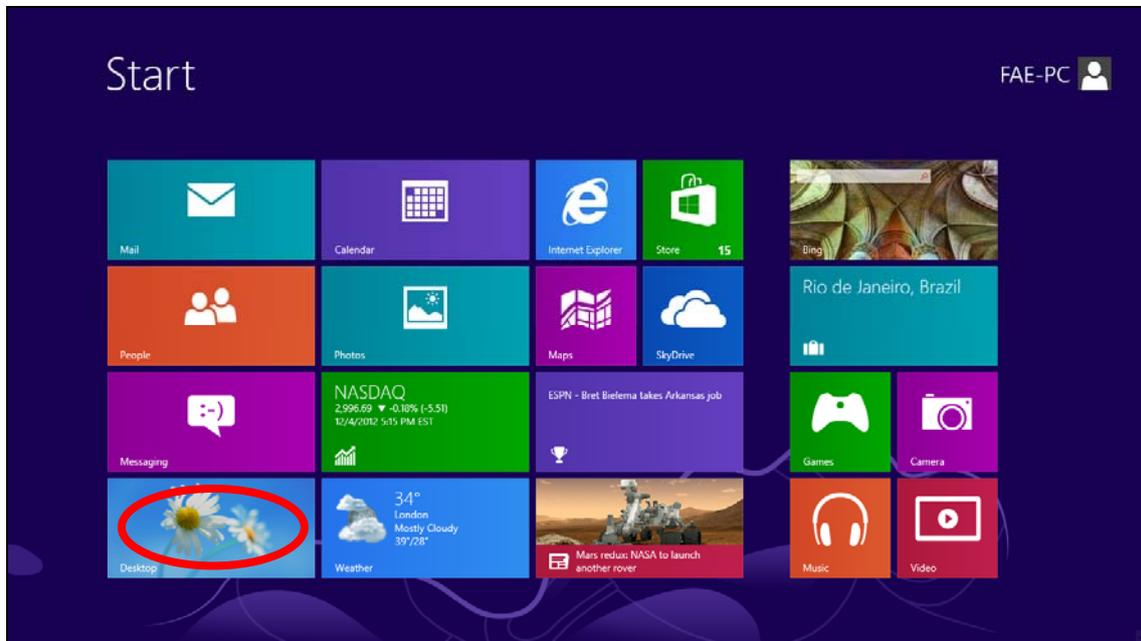 Start
FAE-PC
Mail
Calendar
Internet Explorer
Store 15
Bing
People
Photos
Maps
SkyDrive
Rio de Janeiro, Brazil
Messaging
NASDAQ
2,996.69 ▼ -0.18% (-5.51)
12/4/2012 5:15 PM EST
ESPN - Bret Bielema takes Arkansas job
Games
Camera
Desktop
34°
London
Mostly Cloudy
39°/28°
Weather
Mars redux: NASA to launch
another rover
Music
Video